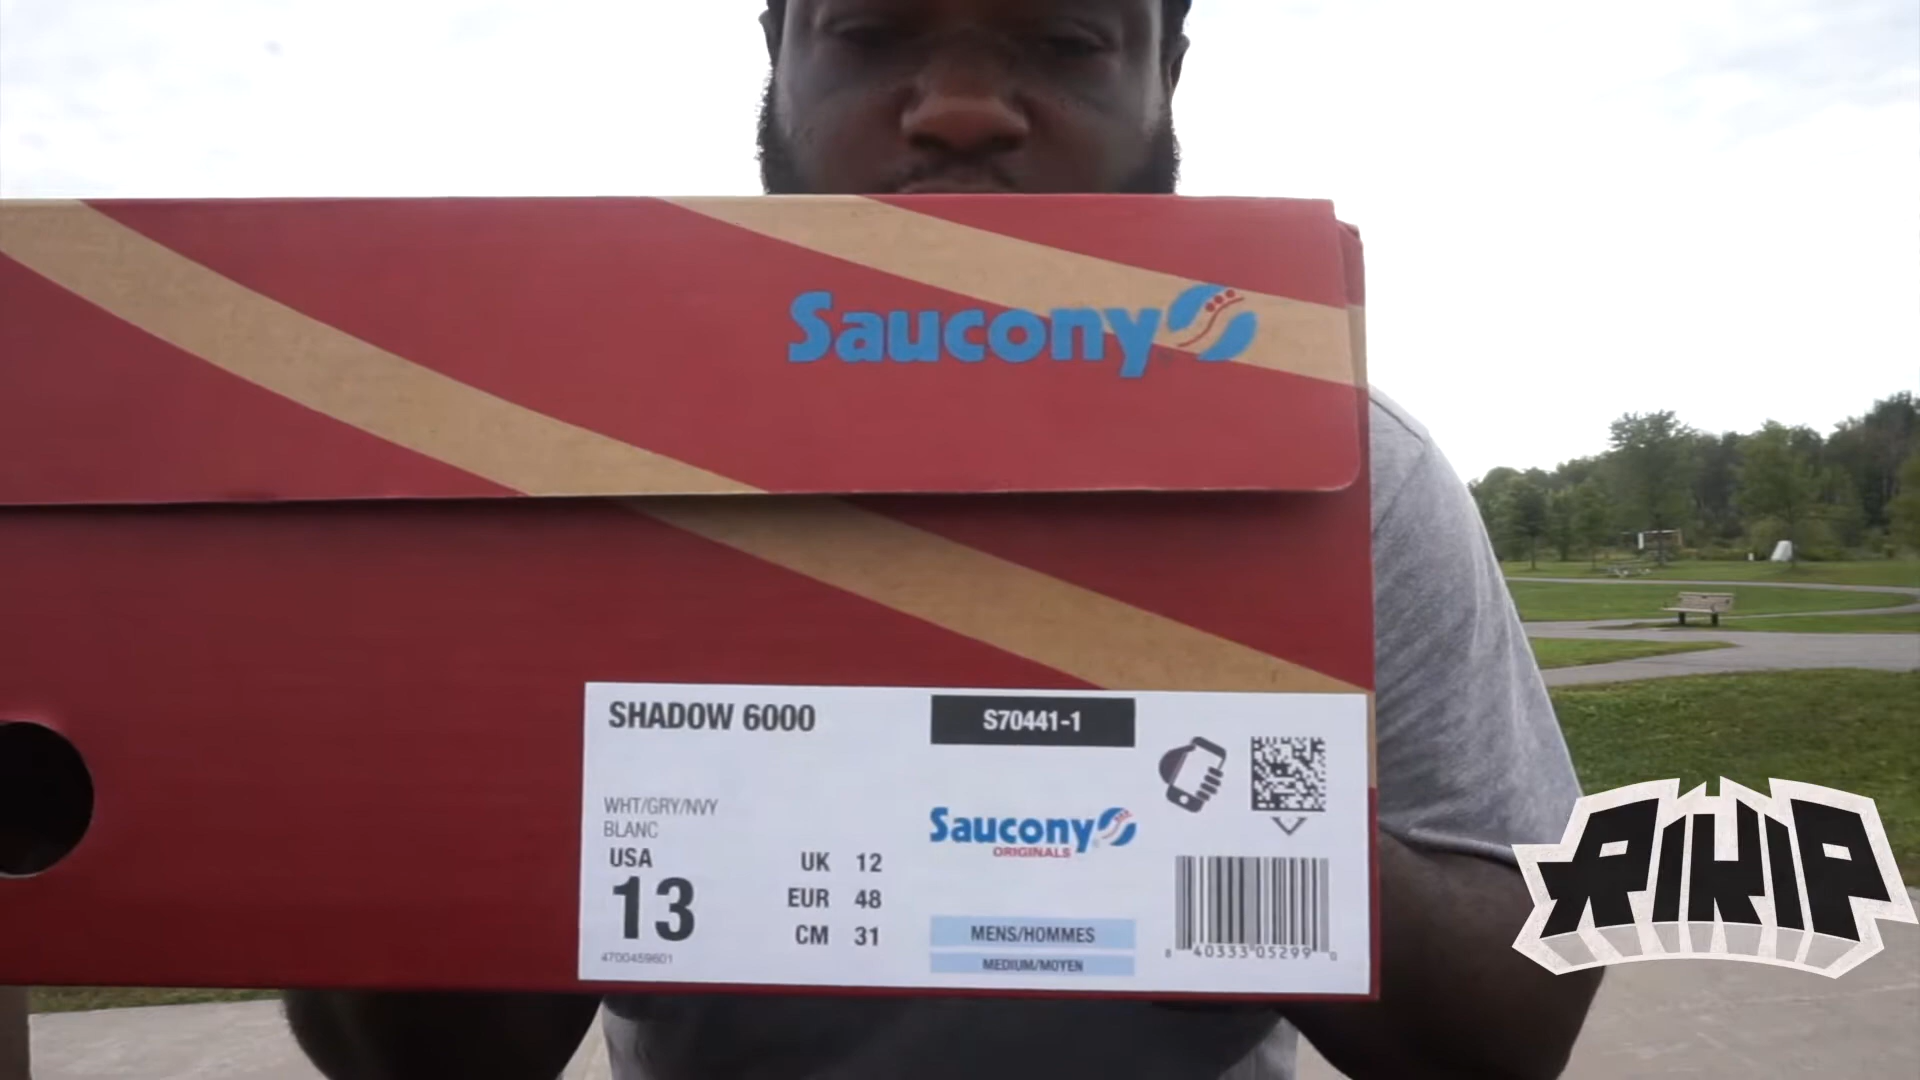 Saucony
SHADOW 6000
S70441-1
WHT/GRY/NVY
BLANC
USA
13
UK 12
EUR 48
CM 31
4700459601
Saucony
ORIGINALS
MENS/HOMMES
MEDIUM/MOYEN
8 40333 05299 0